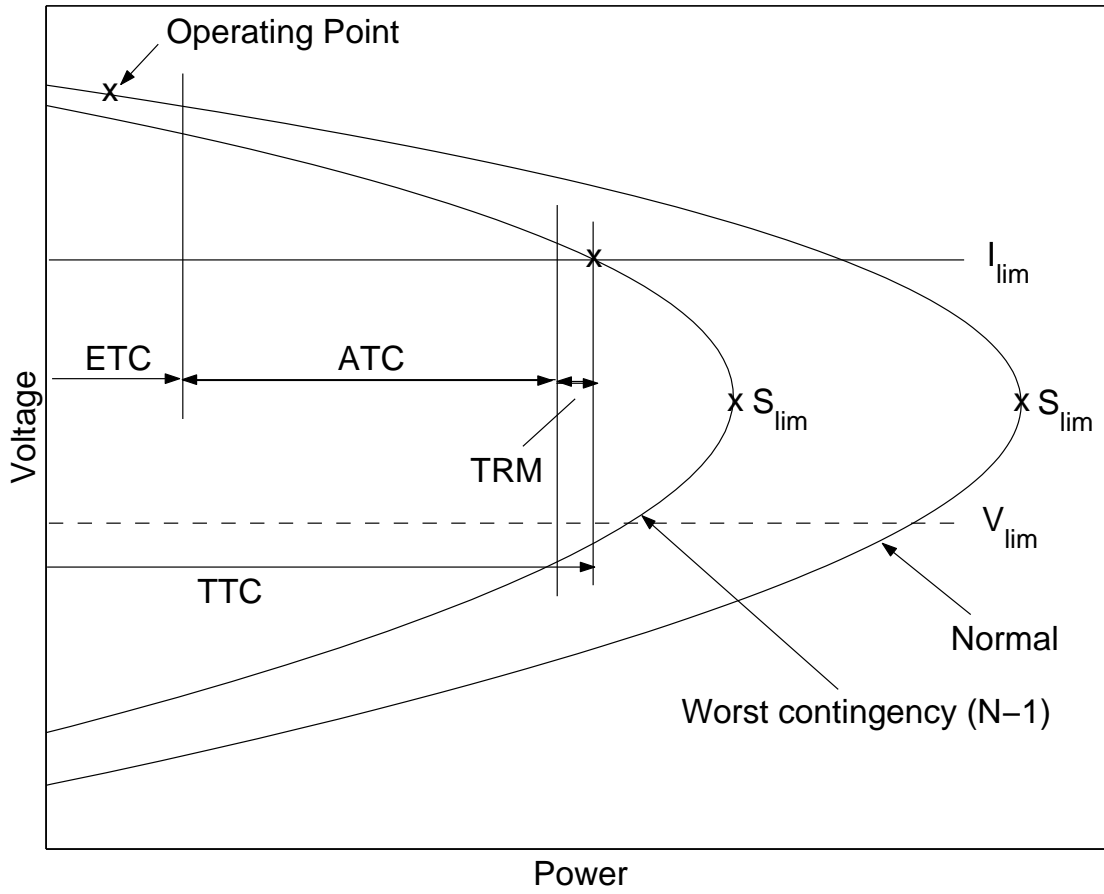 Operating Point
I_lim
ETC
ATC
S_lim
S_lim
Voltage
TRM
V_lim
TTC
Normal
Worst contingency (N−1)
Power